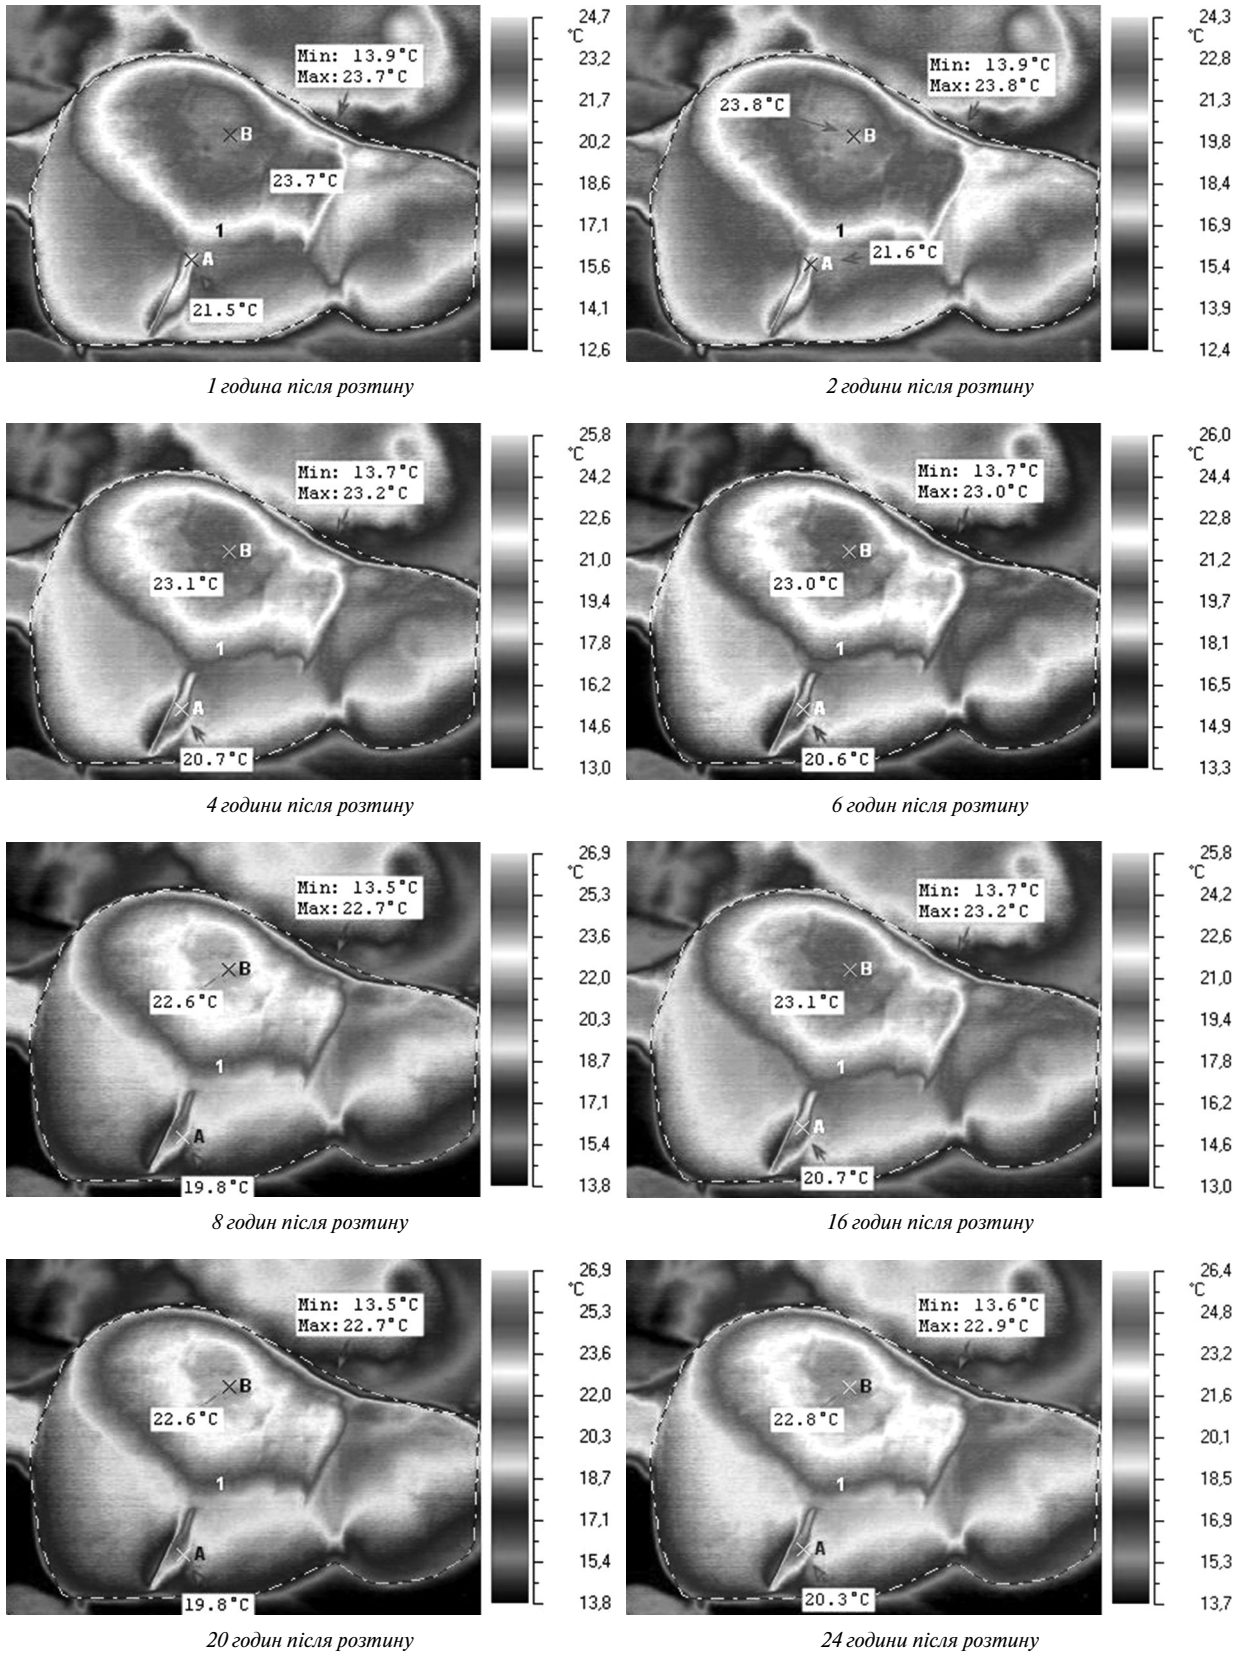 Min: 13.9°C
Max: 23.7°C
B
23.7°C
1
A
21.5°C
24,7
°C
23,2
21,7
20,2
18,6
17,1
15,6
14,1
12,6
1 година після розтину
Min: 13.9°C
Max: 23.8°C
23.8°C
B
1
21.6°C
A
24,3
°C
22,8
21,3
19,8
18,4
16,9
15,4
13,9
12,4
2 години після розтину
Min: 13.7°C
Max: 23.2°C
B
23.1°C
1
A
20.7°C
25,8
°C
24,2
22,6
21,0
19,4
17,8
16,2
14,6
13,0
4 години після розтину
Min: 13.7°C
Max: 23.0°C
B
23.0°C
1
A
20.6°C
26,0
°C
24,4
22,8
21,2
19,7
18,1
16,5
14,9
13,3
6 годин після розтину
Min: 13.5°C
Max: 22.7°C
B
22.6°C
1
A
19.8°C
26,9
°C
25,3
23,6
22,0
20,3
18,7
17,1
15,4
13,8
8 годин після розтину
Min: 13.7°C
Max: 23.2°C
B
23.1°C
1
A
20.7°C
25,8
°C
24,2
22,6
21,0
19,4
17,8
16,2
14,6
13,0
16 годин після розтину
Min: 13.5°C
Max: 22.7°C
B
22.6°C
1
A
19.8°C
26,9
°C
25,3
23,6
22,0
20,3
18,7
17,1
15,4
13,8
20 годин після розтину
Min: 13.6°C
Max: 22.9°C
B
22.8°C
1
A
20.3°C
26,4
°C
24,8
23,2
21,6
20,1
18,5
16,9
15,3
13,7
24 години після розтину